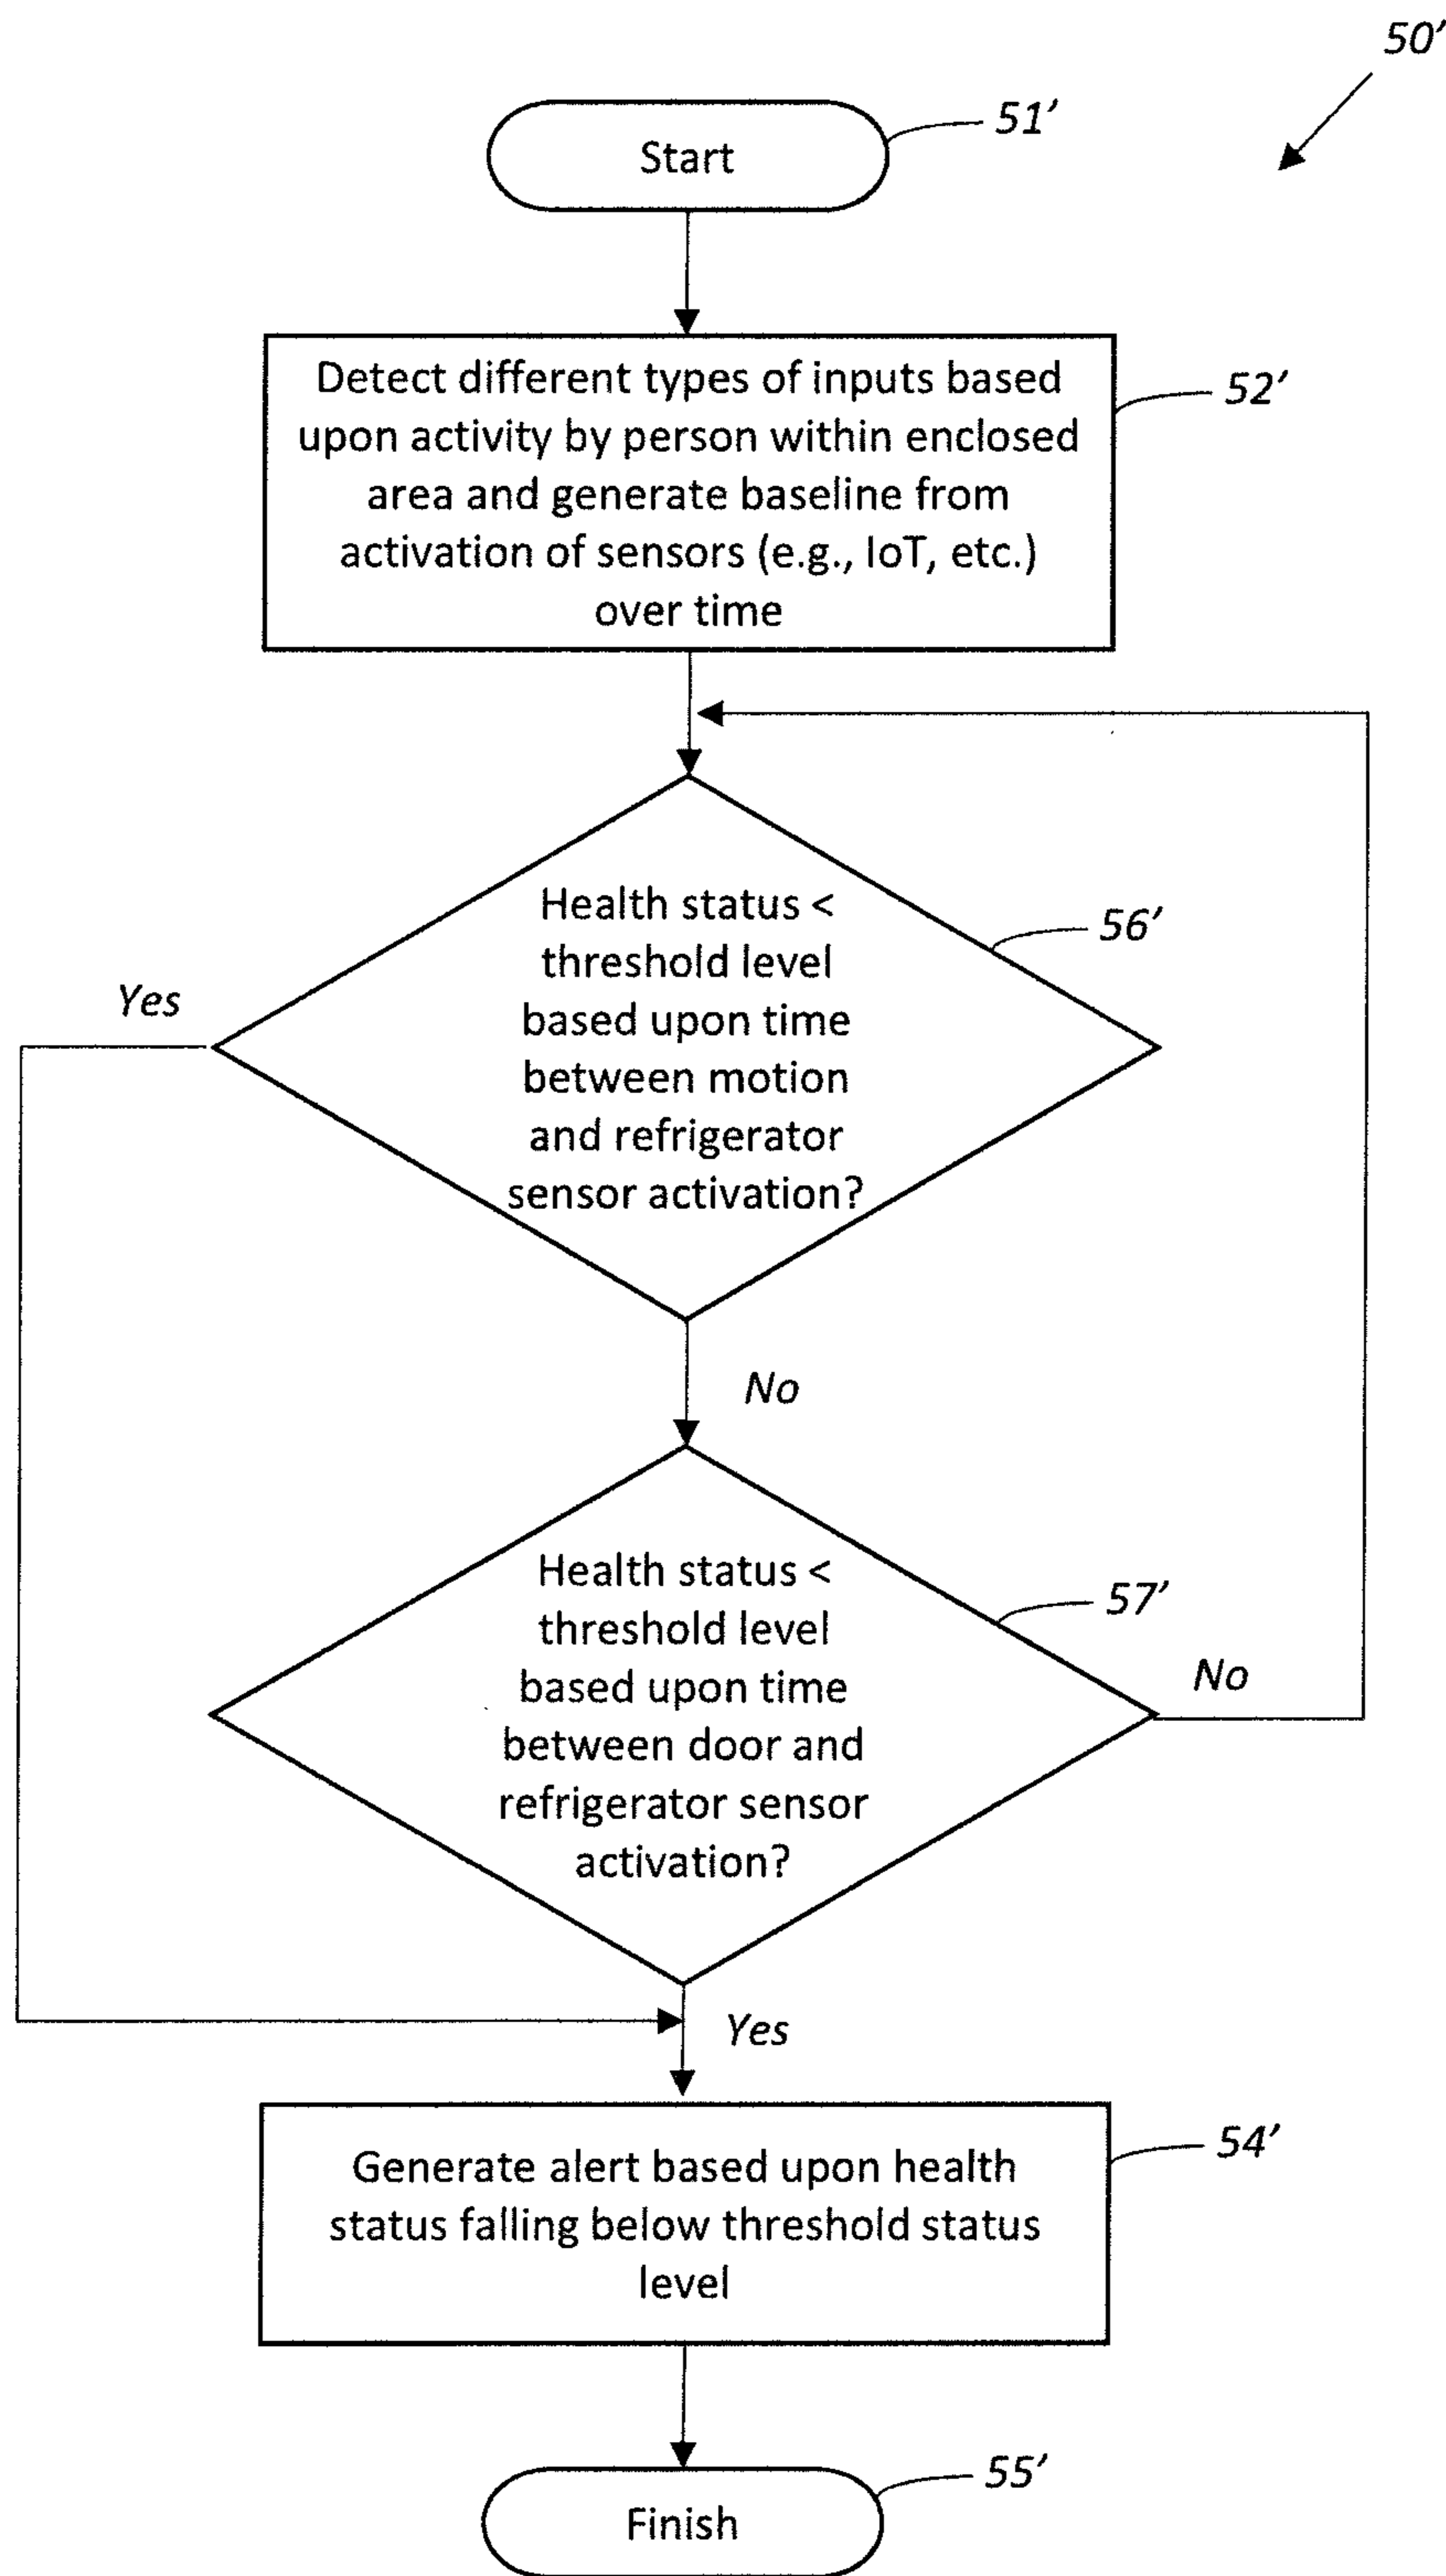 50’
51’
Start
52’
Detect different types of inputs based
upon activity by person within enclosed
area and generate baseline from
activation of sensors (e.g., IoT, etc.)
over time
56’
Health status <
threshold level
based upon time
between motion
and refrigerator
sensor activation?
Yes
No
57’
Health status <
threshold level
based upon time
between door and
refrigerator sensor
activation?
No
Yes
54’
Generate alert based upon health
status falling below threshold status
level
55’
Finish